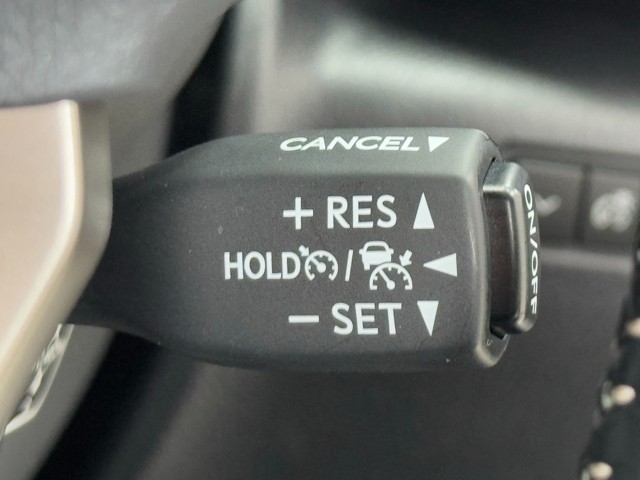 CANCEL▼
+ RES ▲
HOLD / ◀
− SET ▼
ON/OFF